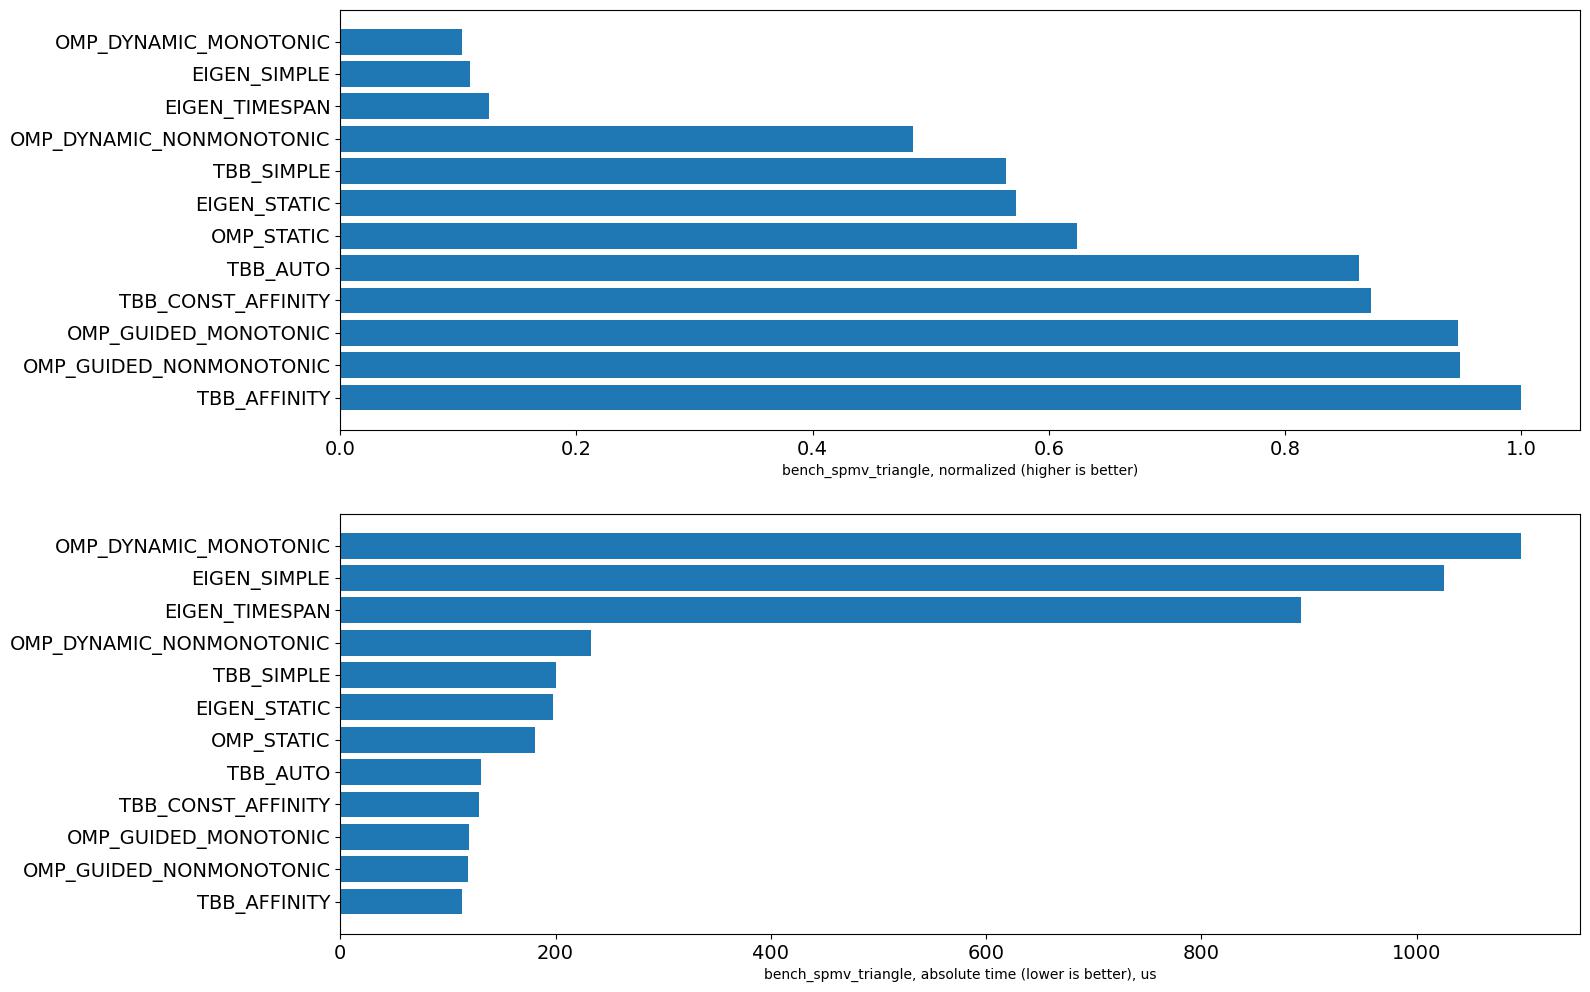 OMP_DYNAMIC_MONOTONIC
EIGEN_SIMPLE
EIGEN_TIMESPAN
OMP_DYNAMIC_NONMONOTONIC
TBB_SIMPLE
EIGEN_STATIC
OMP_STATIC
TBB_AUTO
TBB_CONST_AFFINITY
OMP_GUIDED_MONOTONIC
OMP_GUIDED_NONMONOTONIC
TBB_AFFINITY
0.0 0.2 0.4 0.6 0.8 1.0
bench_spmv_triangle, normalized (higher is better)
OMP_DYNAMIC_MONOTONIC
EIGEN_SIMPLE
EIGEN_TIMESPAN
OMP_DYNAMIC_NONMONOTONIC
TBB_SIMPLE
EIGEN_STATIC
OMP_STATIC
TBB_AUTO
TBB_CONST_AFFINITY
OMP_GUIDED_MONOTONIC
OMP_GUIDED_NONMONOTONIC
TBB_AFFINITY
0 200 400 600 800 1000
bench_spmv_triangle, absolute time (lower is better), us